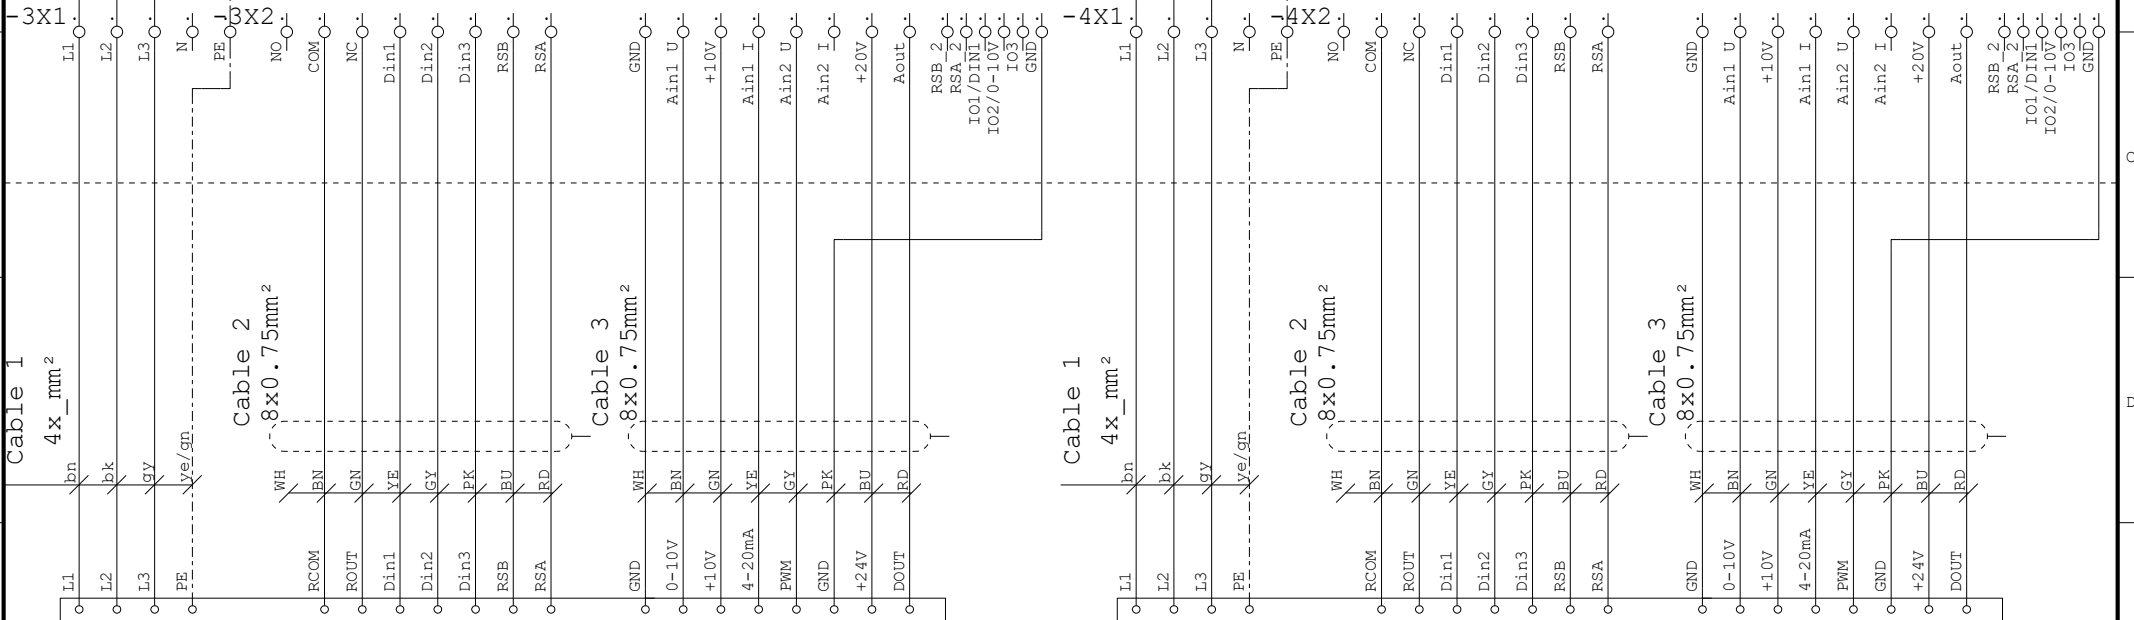 -3X1
L1
L2
L3
N
PE
-3X2
NO
COM
NC
Din1
Din2
Din3
RSB
RSA
GND
Ain1 U
+10V
Ain1 I
Ain2 U
Ain2 I
+20V
Aout
RSB_2
RSA_2
IO1/DIN1
IO2/0-10V
IO3
GND
-4X1
L1
L2
L3
N
PE
-4X2
NO
COM
NC
Din1
Din2
Din3
RSB
RSA
GND
Ain1 U
+10V
Ain1 I
Ain2 U
Ain2 I
+20V
Aout
RSB_2
RSA_2
IO1/DIN1
IO2/0-10V
IO3
GND
Cable 1
4x_mm²
Cable 2
8x0.75mm²
Cable 3
8x0.75mm²
Cable 1
4x_mm²
Cable 2
8x0.75mm²
Cable 3
8x0.75mm²
bn
bk
gy
ye/gn
WH
BN
GN
YE
GY
PK
BU
RD
WH
BN
GN
YE
GY
PK
BU
RD
bn
bk
gy
ye/gn
WH
BN
GN
YE
GY
PK
BU
RD
WH
BN
GN
YE
GY
PK
BU
RD
L1
L2
L3
PE
RCOM
ROUT
Din1
Din2
Din3
RSB
RSA
GND
0-10V
+10V
4-20mA
PWM
GND
+24V
DOUT
L1
L2
L3
PE
RCOM
ROUT
Din1
Din2
Din3
RSB
RSA
GND
0-10V
+10V
4-20mA
PWM
GND
+24V
DOUT